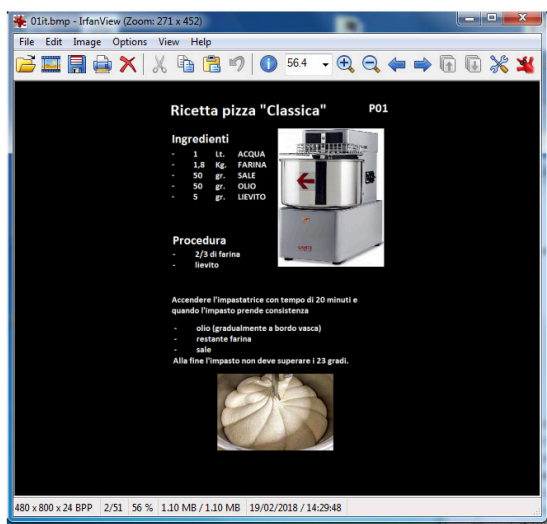 01it.bmp - IrfanView (Zoom: 271 x 452)
File Edit Image Options View Help
56.4
Ricetta pizza "Classica" P01
Ingredienti
- 1 Lt. ACQUA
- 1,8 Kg. FARINA
- 50 gr. SALE
- 50 gr. OLIO
- 5 gr. LIEVITO
Procedura
- 2/3 di farina
- lievito
Accendere l'impastatrice con tempo di 20 minuti e
quando l'impasto prende consistenza
- olio (gradualmente a bordo vasca)
- restante farina
- sale
Alla fine l'impasto non deve superare i 23 gradi.
480 x 800 x 24 BPP 2/51 56 % 1.10 MB / 1.10 MB 19/02/2018 / 14:29:48